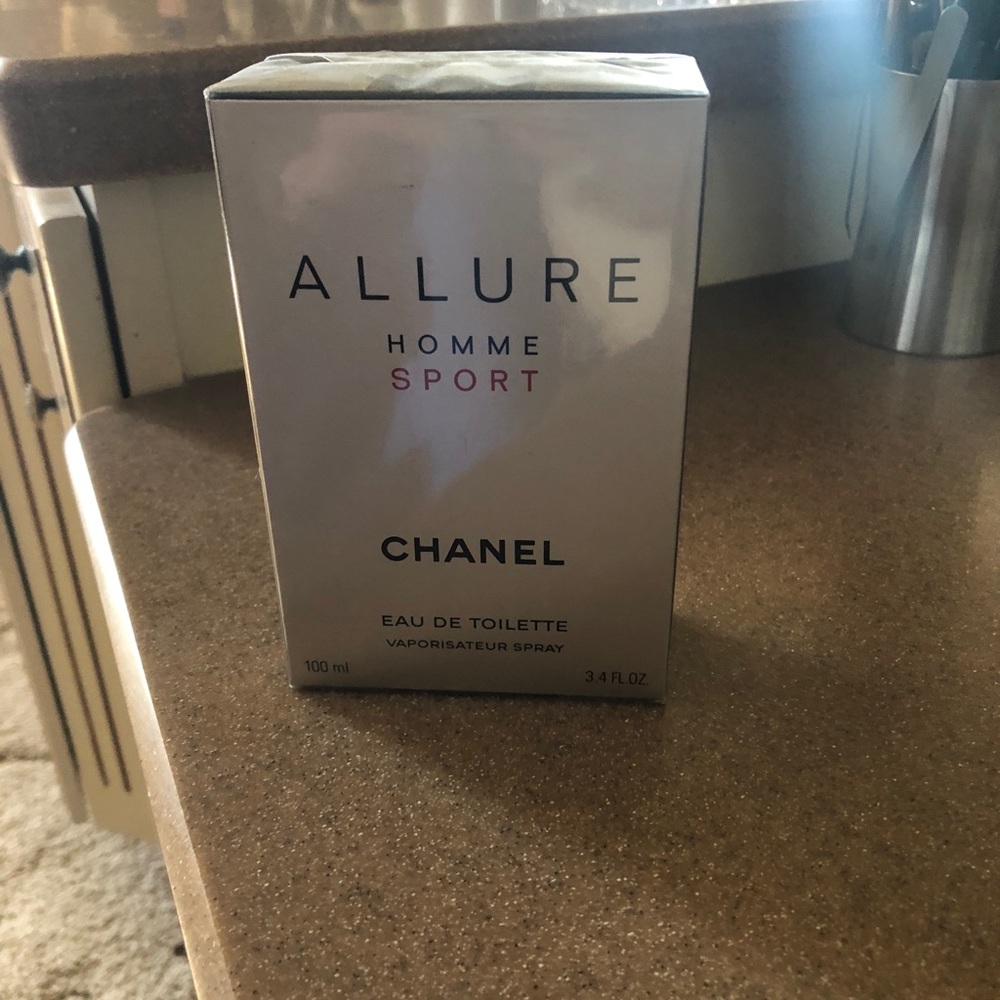 ALLURE
HOMME
SPORT
CHANEL
EAU DE TOILETTE
VAPORISATEUR SPRAY
100 ml 3.4 FL.OZ.